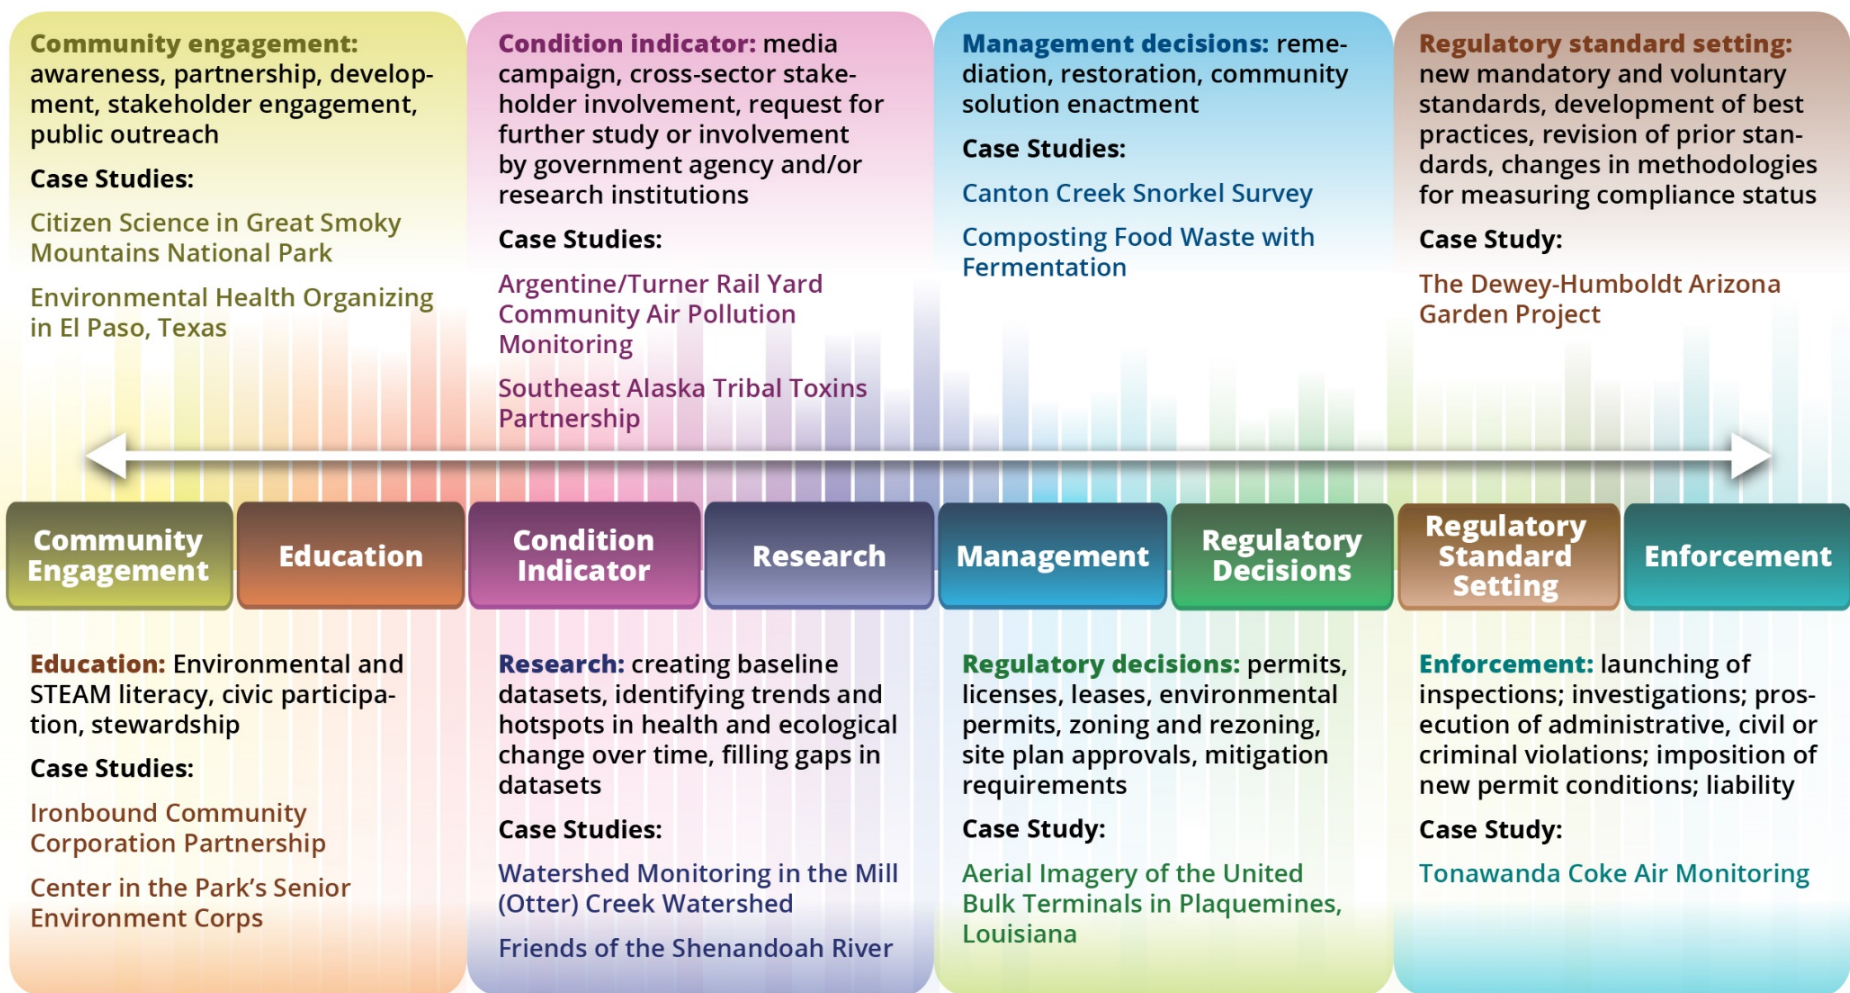 Community engagement:
awareness, partnership, develop-
ment, stakeholder engagement,
public outreach
Case Studies:
Citizen Science in Great Smoky
Mountains National Park
Environmental Health Organizing
in El Paso, Texas
Condition indicator: media
campaign, cross-sector stake-
holder involvement, request for
further study or involvement
by government agency and/or
research institutions
Case Studies:
Argentine/Turner Rail Yard
Community Air Pollution
Monitoring
Southeast Alaska Tribal Toxins
Partnership
Management decisions: reme-
diation, restoration, community
solution enactment
Case Studies:
Canton Creek Snorkel Survey
Composting Food Waste with
Fermentation
Regulatory standard setting:
new mandatory and voluntary
standards, development of best
practices, revision of prior stan-
dards, changes in methodologies
for measuring compliance status
Case Study:
The Dewey-Humboldt Arizona
Garden Project
Community
Engagement
Education
Condition
Indicator
Research
Management
Regulatory
Decisions
Regulatory
Standard
Setting
Enforcement
Education: Environmental and
STEAM literacy, civic participa-
tion, stewardship
Case Studies:
Ironbound Community
Corporation Partnership
Center in the Park's Senior
Environment Corps
Research: creating baseline
datasets, identifying trends and
hotspots in health and ecological
change over time, filling gaps in
datasets
Case Studies:
Watershed Monitoring in the Mill
(Otter) Creek Watershed
Friends of the Shenandoah River
Regulatory decisions: permits,
licenses, leases, environmental
permits, zoning and rezoning,
site plan approvals, mitigation
requirements
Case Study:
Aerial Imagery of the United
Bulk Terminals in Plaquemines,
Louisiana
Enforcement: launching of
inspections; investigations; pros-
ecution of administrative, civil or
criminal violations; imposition of
new permit conditions; liability
Case Study:
Tonawanda Coke Air Monitoring